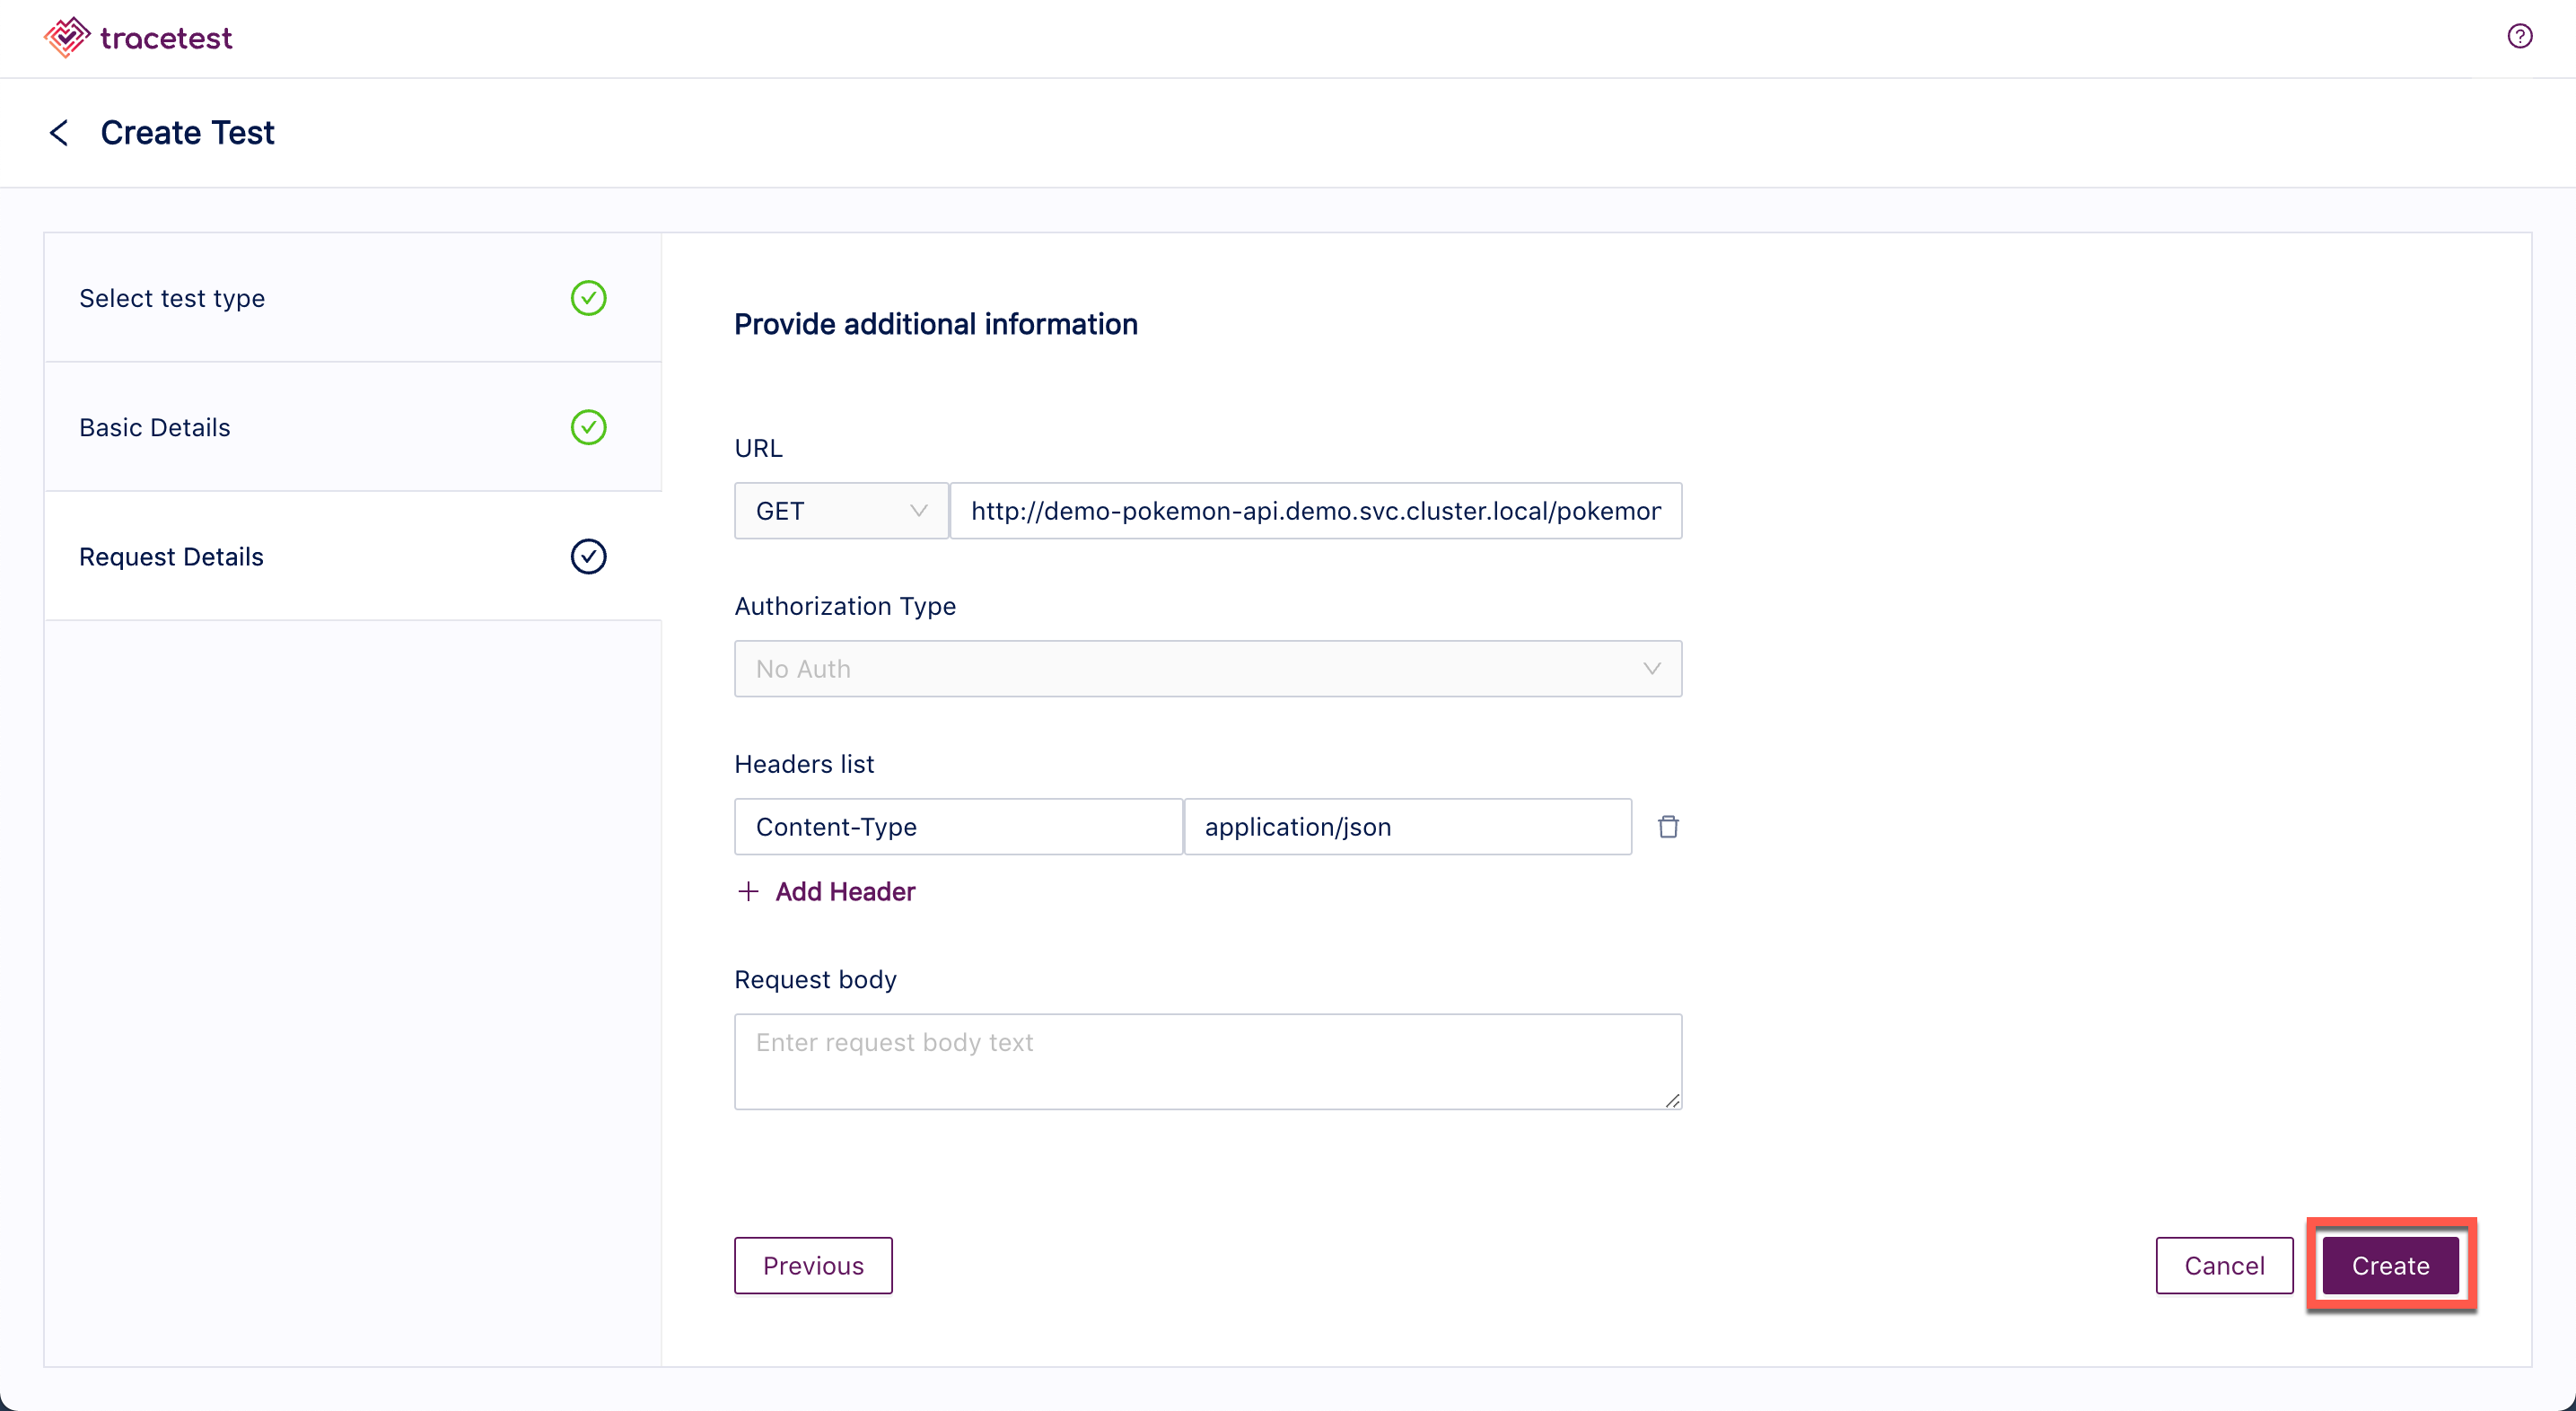 tracetest
Create Test
Select test type
Basic Details
Request Details
Provide additional information
URL
GET
http://demo-pokemon-api.demo.svc.cluster.local/pokemon
Authorization Type
No Auth
Headers list
Content-Type
application/json
Add Header
Request body
Enter request body text
Previous
Cancel
Create